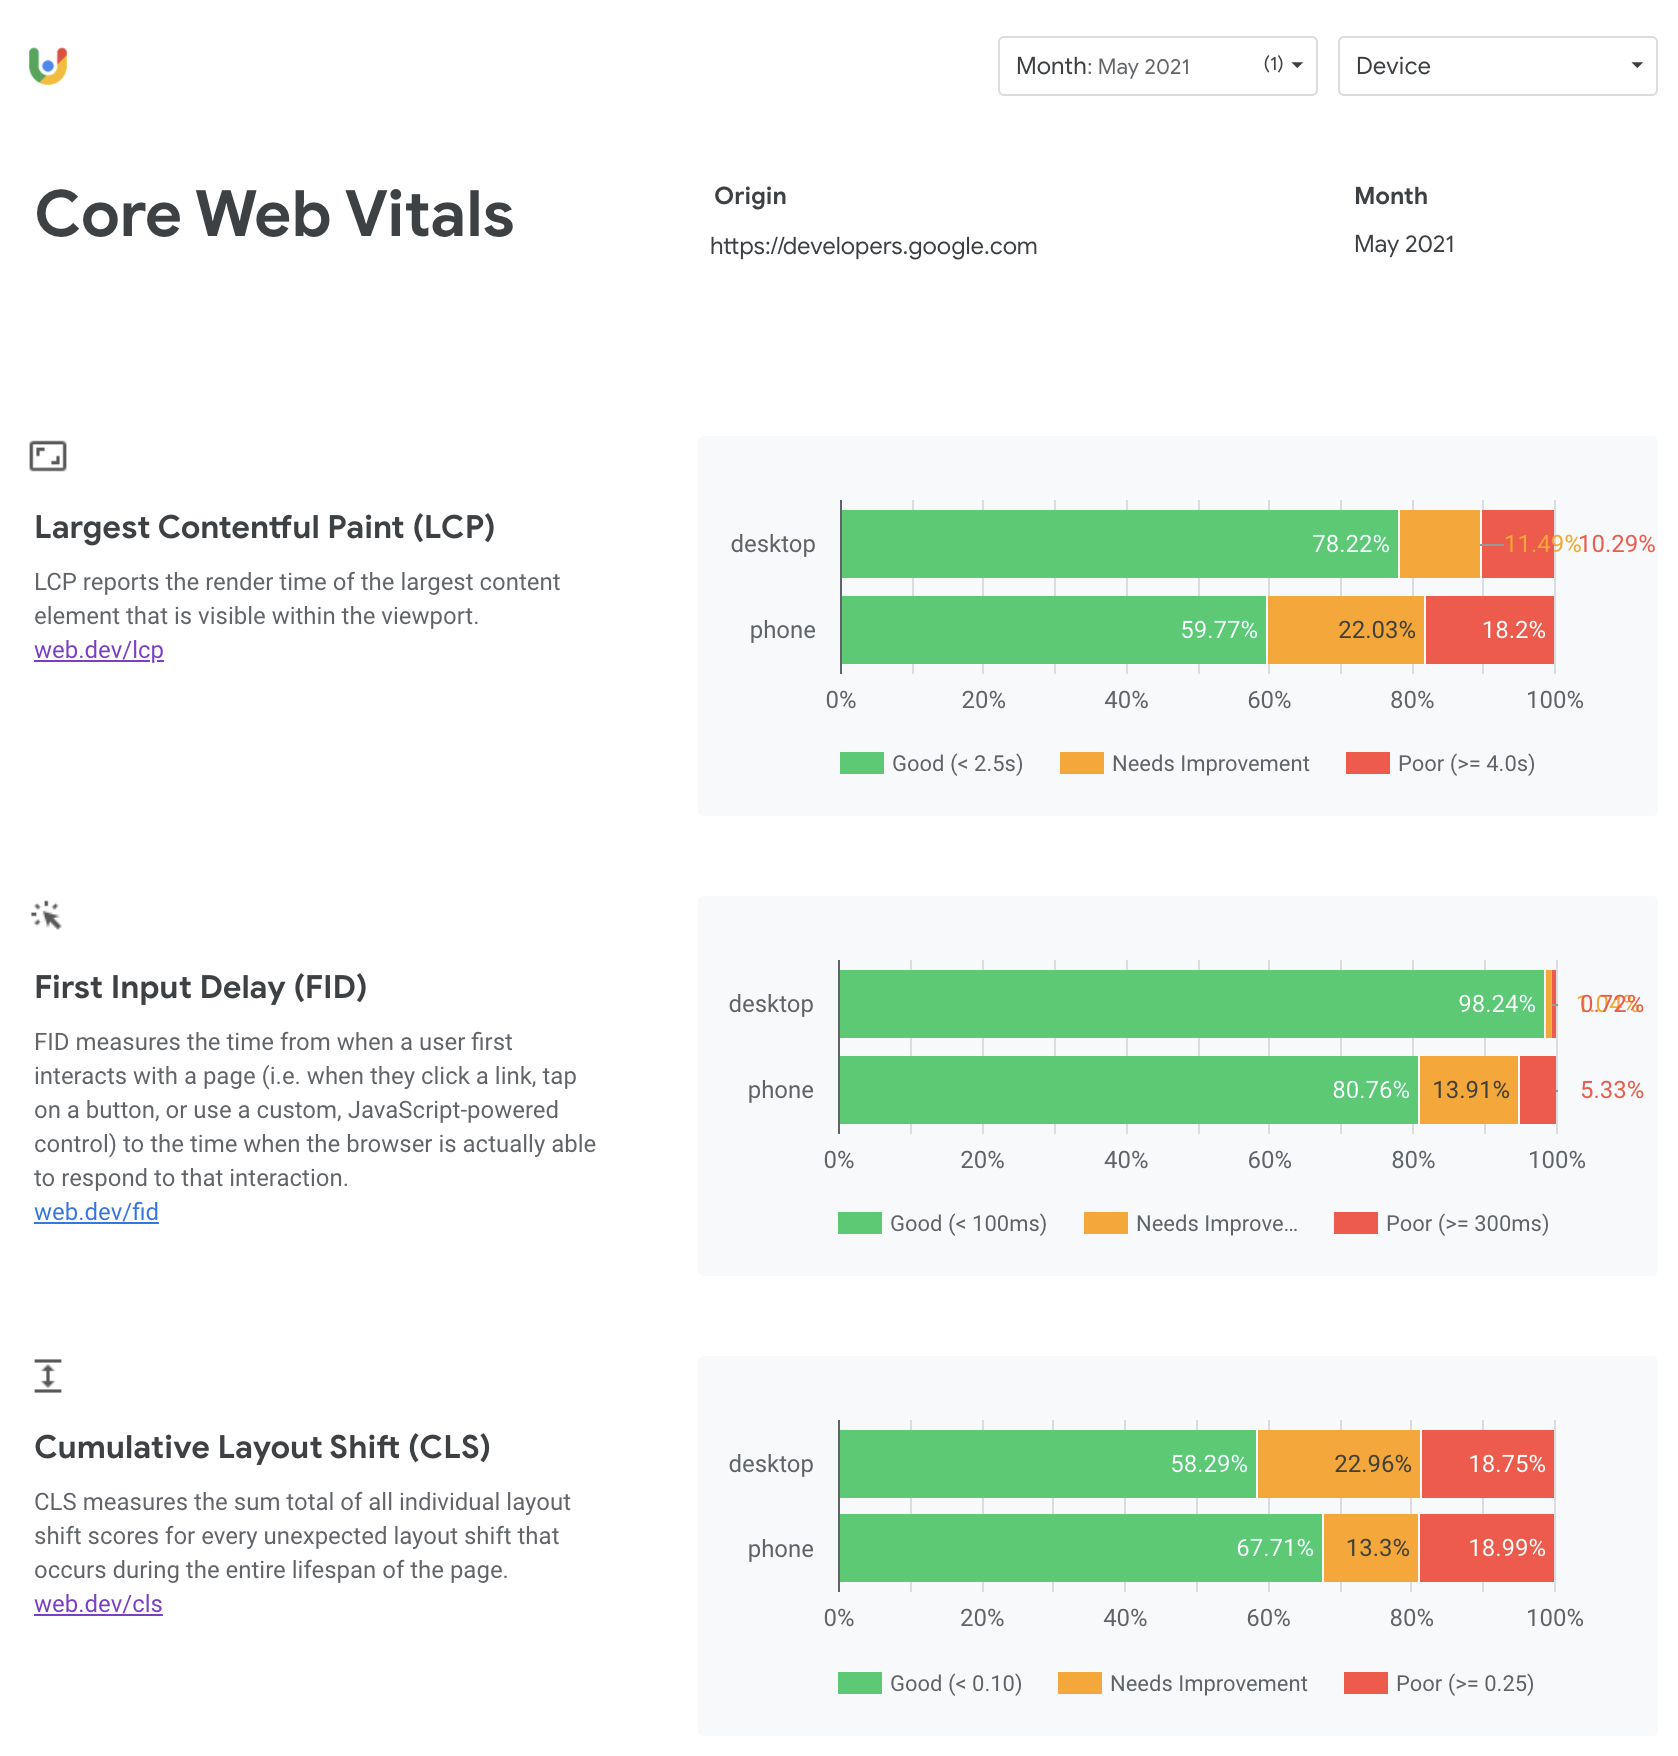 Month: May 2021 (1)
Device
Core Web Vitals
Origin
https://developers.google.com
Month
May 2021
Largest Contentful Paint (LCP)
LCP reports the render time of the largest content
element that is visible within the viewport.
web.dev/lcp
desktop 78.22% 11.49% 10.29%
phone 59.77% 22.03% 18.2%
0% 20% 40% 60% 80% 100%
Good (< 2.5s) Needs Improvement Poor (>= 4.0s)
First Input Delay (FID)
FID measures the time from when a user first
interacts with a page (i.e. when they click a link, tap
on a button, or use a custom, JavaScript-powered
control) to the time when the browser is actually able
to respond to that interaction.
web.dev/fid
desktop 98.24% 1.04% 0.72%
phone 80.76% 13.91% 5.33%
0% 20% 40% 60% 80% 100%
Good (< 100ms) Needs Improve... Poor (>= 300ms)
Cumulative Layout Shift (CLS)
CLS measures the sum total of all individual layout
shift scores for every unexpected layout shift that
occurs during the entire lifespan of the page.
web.dev/cls
desktop 58.29% 22.96% 18.75%
phone 67.71% 13.3% 18.99%
0% 20% 40% 60% 80% 100%
Good (< 0.10) Needs Improvement Poor (>= 0.25)